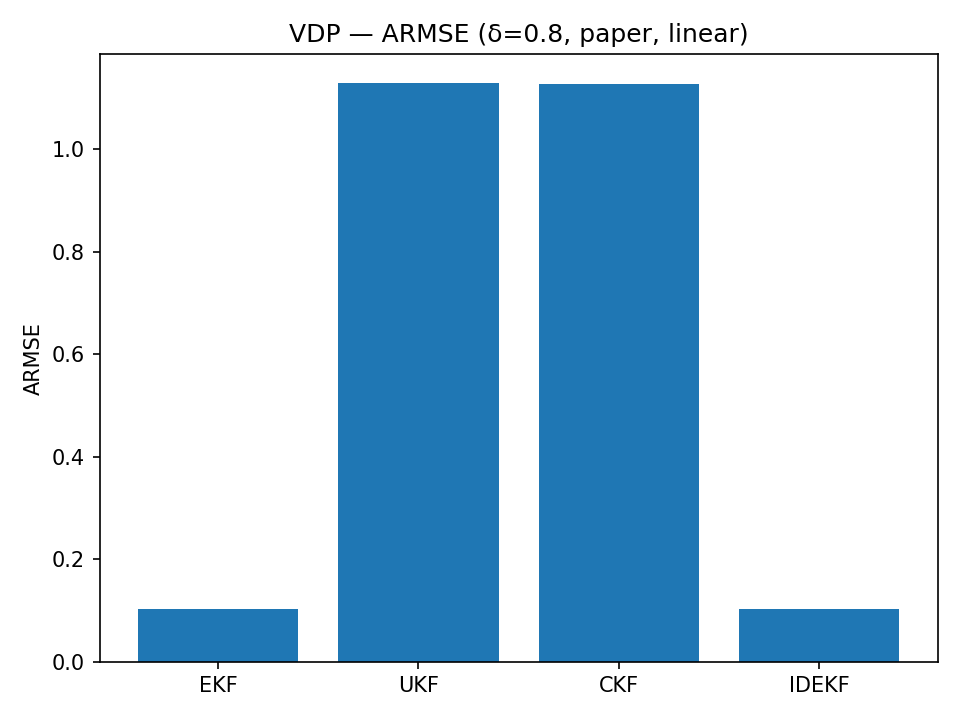 VDP — ARMSE (δ=0.8, paper, linear)
ARMSE
1.0
0.8
0.6
0.4
0.2
0.0
EKF UKF CKF IDEKF